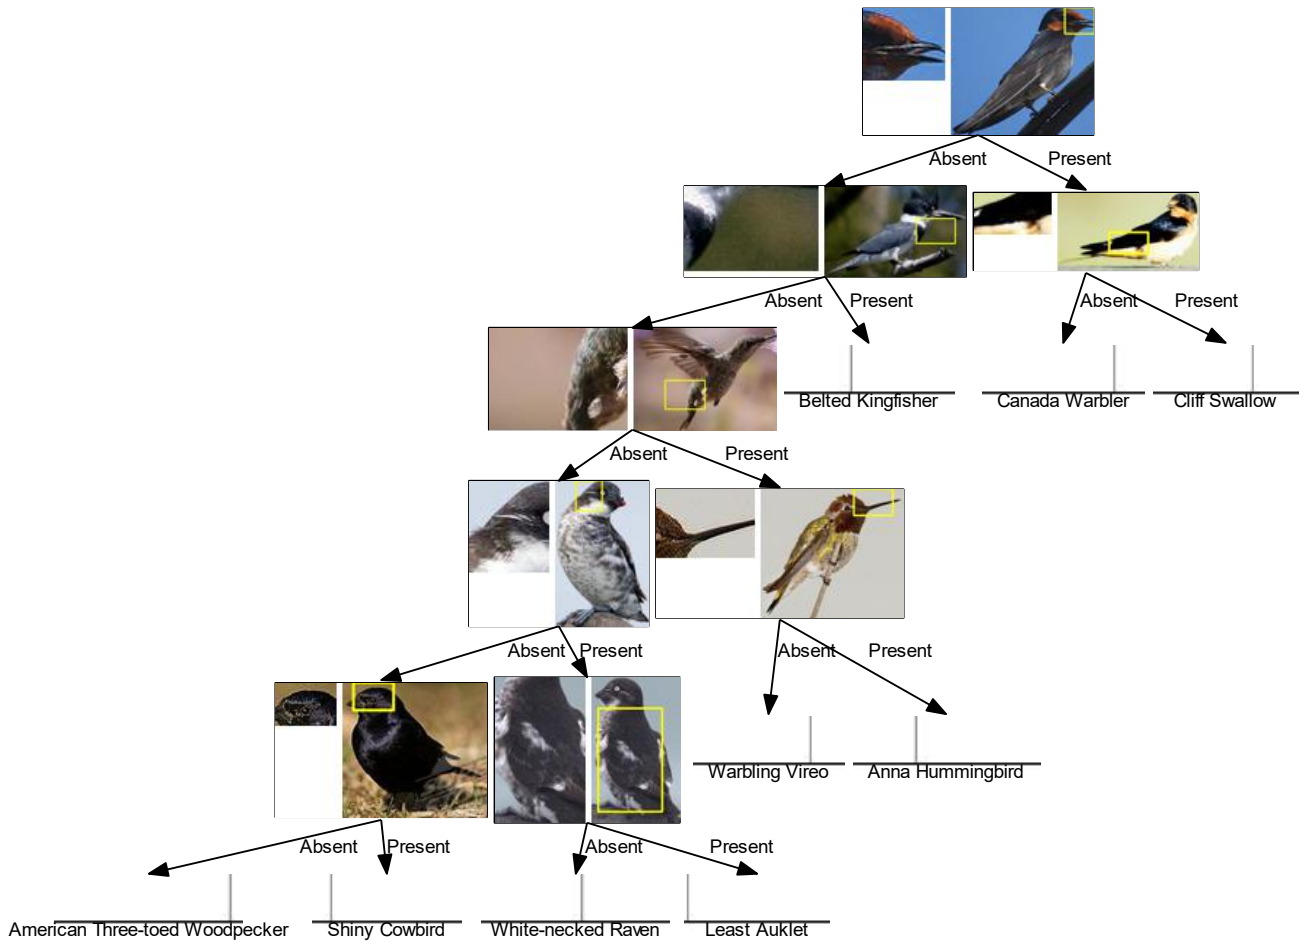 Absent Present
Absent Present Absent Present
Belted Kingfisher Canada Warbler Cliff Swallow
Absent Present
Absent Present Absent Present
Warbling Vireo Anna Hummingbird
Absent Present Absent Present
American Three-toed Woodpecker Shiny Cowbird White-necked Raven Least Auklet